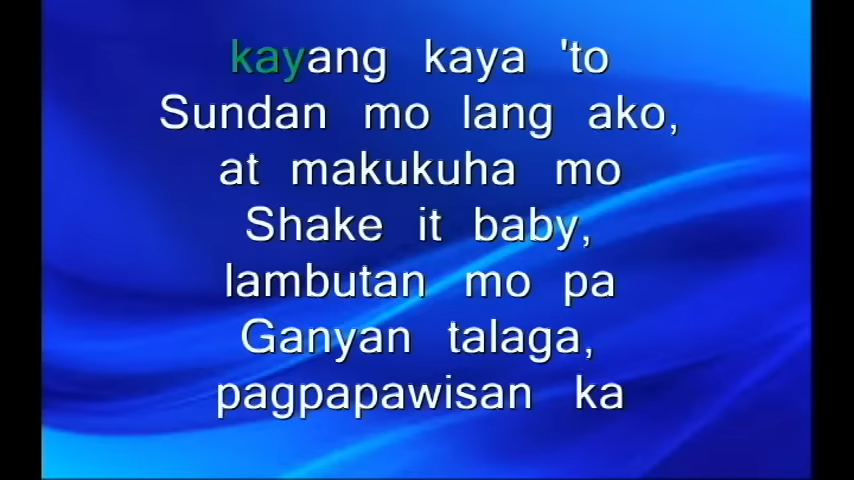 kayang kaya 'to
Sundan mo lang ako,
at makukuha mo
Shake it baby,
lambutan mo pa
Ganyan talaga,
pagpapawisan ka